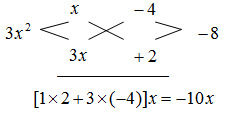 x −4
3x² −8
3x +2
[1×2+3×(−4)]x=−10x